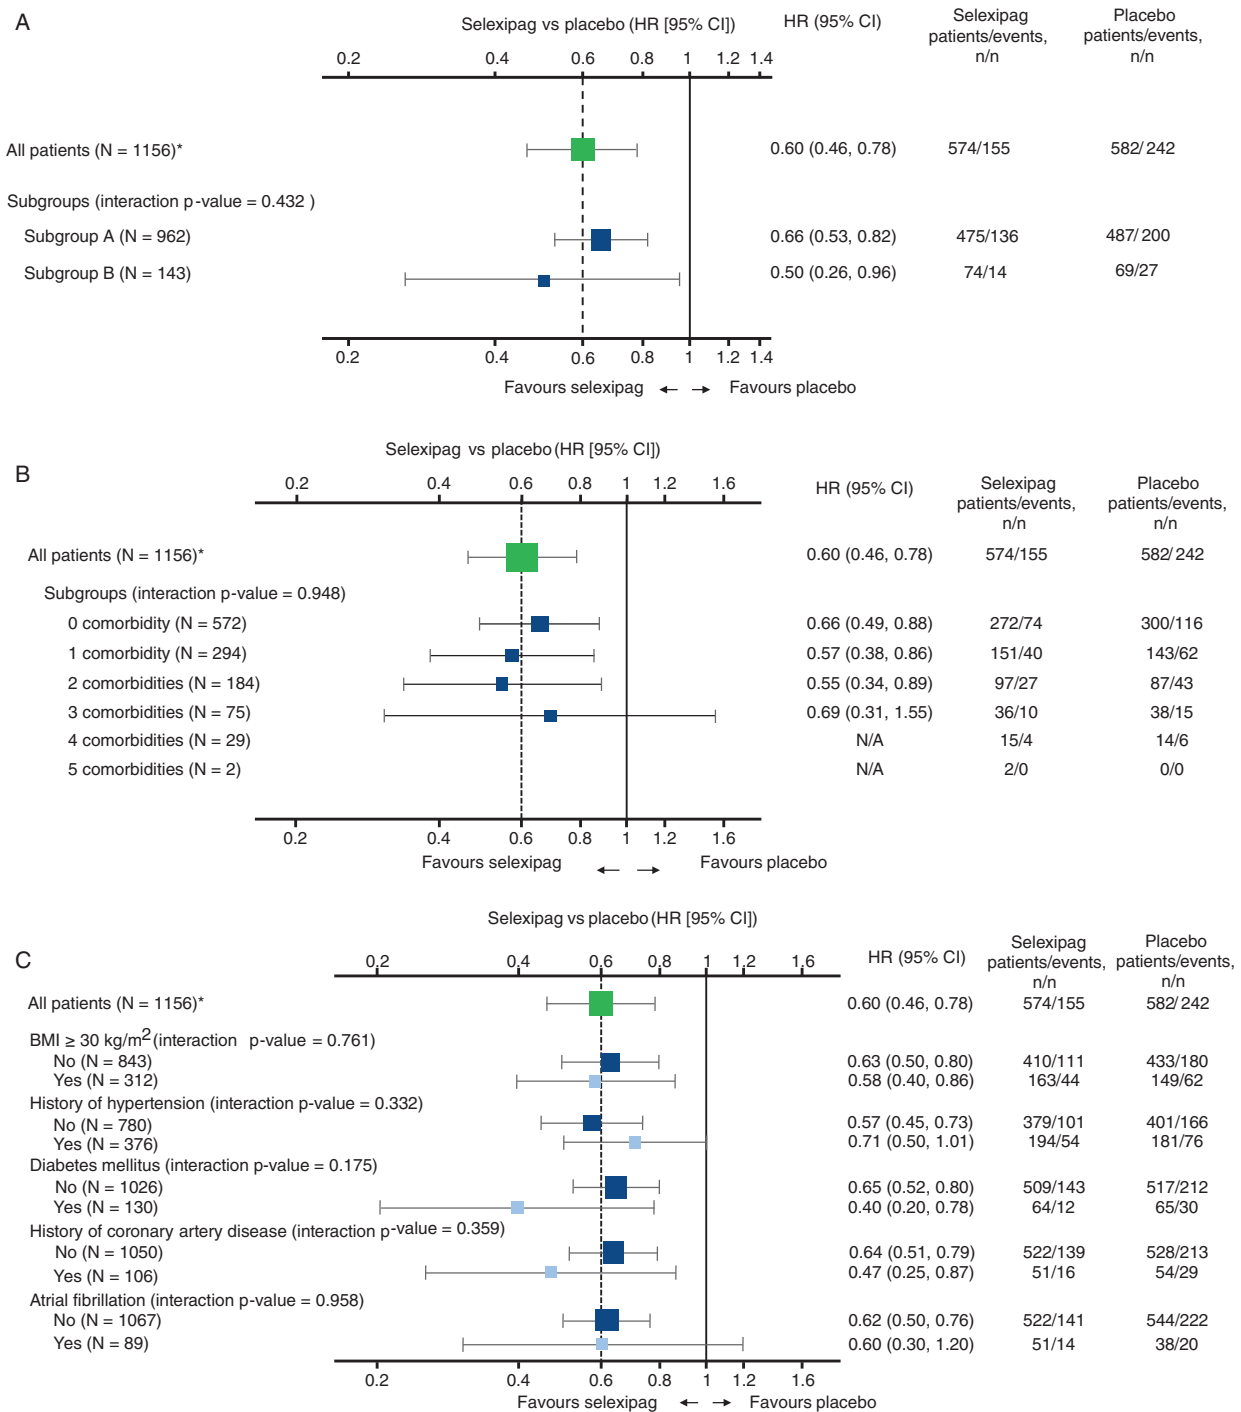 A
Selexipag vs placebo (HR [95% CI])
HR (95% CI)
Selexipag patients/events, n/n
Placebo patients/events, n/n
0.2 0.4 0.6 0.8 1 1.2 1.4
All patients (N = 1156)* 0.60 (0.46, 0.78) 574/155 582/242
Subgroups (interaction p-value = 0.432 )
Subgroup A (N = 962) 0.66 (0.53, 0.82) 475/136 487/200
Subgroup B (N = 143) 0.50 (0.26, 0.96) 74/14 69/27
0.2 0.4 0.6 0.8 1 1.2 1.4
Favours selexipag ← → Favours placebo
B
Selexipag vs placebo (HR [95% CI])
HR (95% CI)
Selexipag patients/events, n/n
Placebo patients/events, n/n
0.2 0.4 0.6 0.8 1 1.2 1.6
All patients (N = 1156)* 0.60 (0.46, 0.78) 574/155 582/242
Subgroups (interaction p-value = 0.948)
0 comorbidity (N = 572) 0.66 (0.49, 0.88) 272/74 300/116
1 comorbidity (N = 294) 0.57 (0.38, 0.86) 151/40 143/62
2 comorbidities (N = 184) 0.55 (0.34, 0.89) 97/27 87/43
3 comorbidities (N = 75) 0.69 (0.31, 1.55) 36/10 38/15
4 comorbidities (N = 29) N/A 15/4 14/6
5 comorbidities (N = 2) N/A 2/0 0/0
0.2 0.4 0.6 0.8 1 1.2 1.6
Favours selexipag ← → Favours placebo
C
Selexipag vs placebo (HR [95% CI])
HR (95% CI)
Selexipag patients/events, n/n
Placebo patients/events, n/n
0.2 0.4 0.6 0.8 1 1.2 1.6
All patients (N = 1156)* 0.60 (0.46, 0.78) 574/155 582/242
BMI ≥ 30 kg/m² (interaction p-value = 0.761)
No (N = 843) 0.63 (0.50, 0.80) 410/111 433/180
Yes (N = 312) 0.58 (0.40, 0.86) 163/44 149/62
History of hypertension (interaction p-value = 0.332)
No (N = 780) 0.57 (0.45, 0.73) 379/101 401/166
Yes (N = 376) 0.71 (0.50, 1.01) 194/54 181/76
Diabetes mellitus (interaction p-value = 0.175)
No (N = 1026) 0.65 (0.52, 0.80) 509/143 517/212
Yes (N = 130) 0.40 (0.20, 0.78) 64/12 65/30
History of coronary artery disease (interaction p-value = 0.359)
No (N = 1050) 0.64 (0.51, 0.79) 522/139 528/213
Yes (N = 106) 0.47 (0.25, 0.87) 51/16 54/29
Atrial fibrillation (interaction p-value = 0.958)
No (N = 1067) 0.62 (0.50, 0.76) 522/141 544/222
Yes (N = 89) 0.60 (0.30, 1.20) 51/14 38/20
0.2 0.4 0.6 0.8 1 1.2 1.6
Favours selexipag ← → Favours placebo